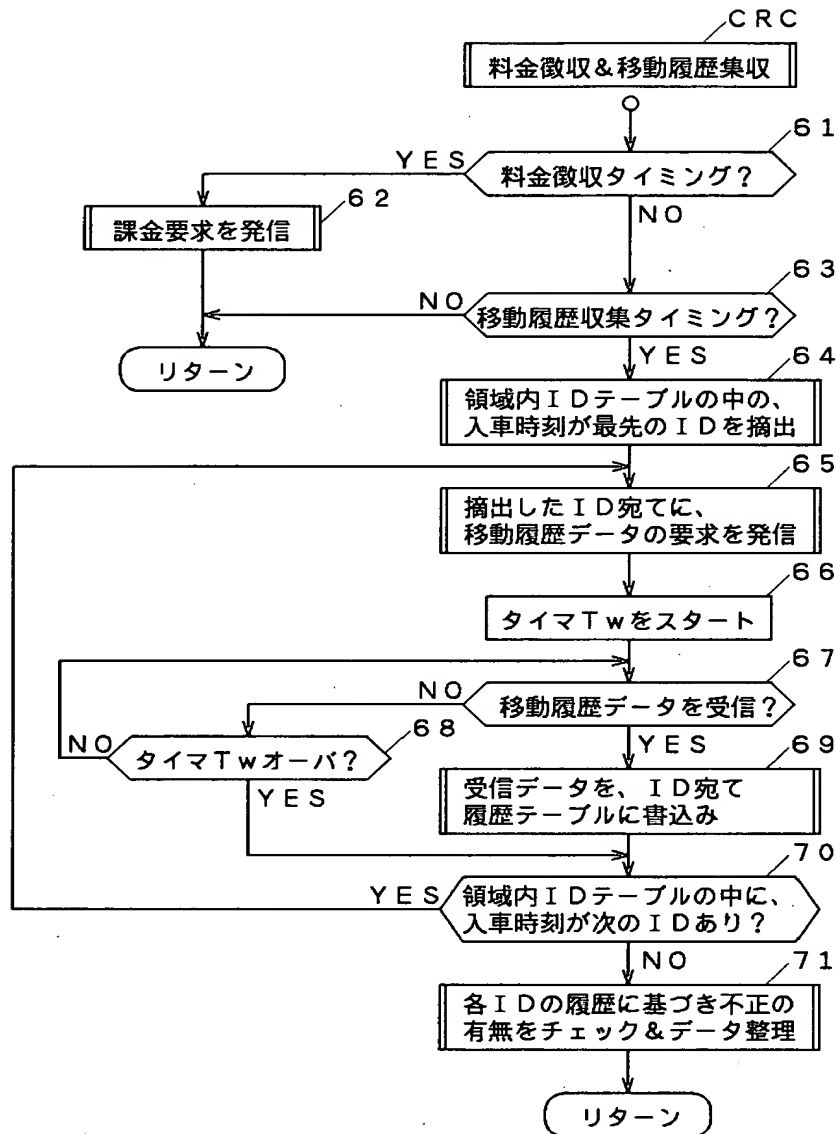 CRC
料金徴収&移動履歴集収
61
料金徴収タイミング?
YES
NO
62
課金要求を発信
63
移動履歴収集タイミング?
NO
YES
リターン
64
領域内IDテーブルの中の、
入車時刻が最先のIDを摘出
65
摘出したID宛てに、
移動履歴データの要求を発信
66
タイマTwをスタート
67
移動履歴データを受信?
NO
YES
68
タイマTwオーバ?
NO
YES
69
受信データを、ID宛て
履歴テーブルに書込み
70
領域内IDテーブルの中に、
入車時刻が次のIDあり?
YES
NO
71
各IDの履歴に基づき不正の
有無をチェック&データ整理
リターン